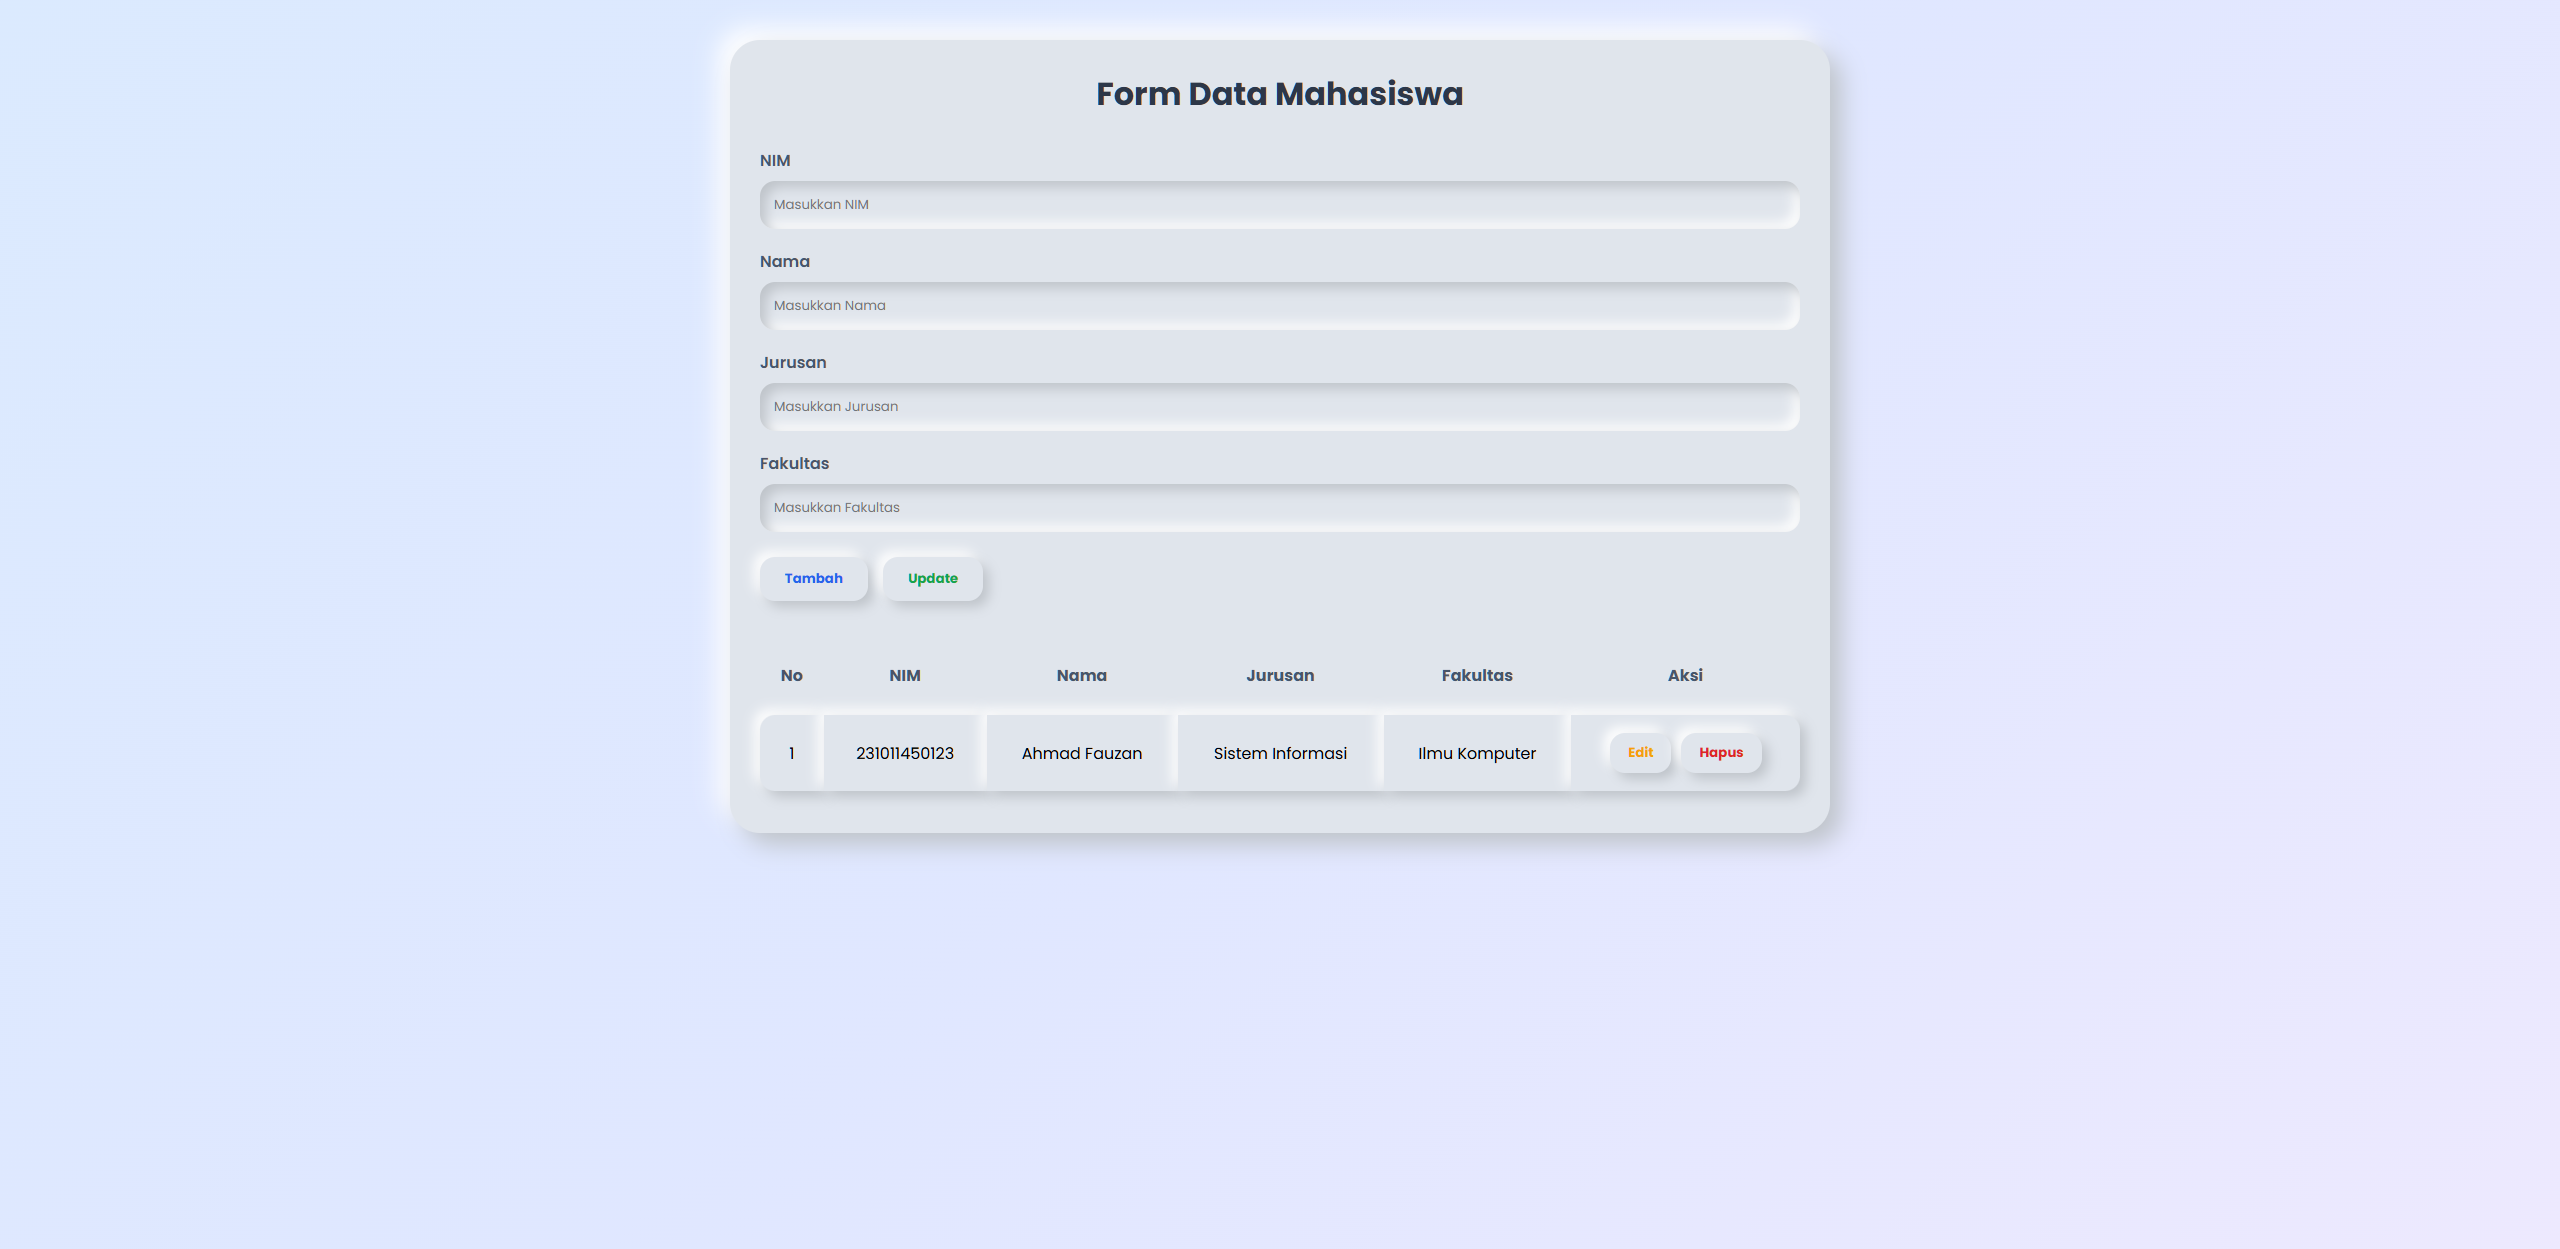 Form Data Mahasiswa
NIM
Masukkan NIM
Nama
Masukkan Nama
Jurusan
Masukkan Jurusan
Fakultas
Masukkan Fakultas
Tambah Update
No NIM Nama Jurusan Fakultas Aksi
1 231011450123 Ahmad Fauzan Sistem Informasi Ilmu Komputer Edit Hapus